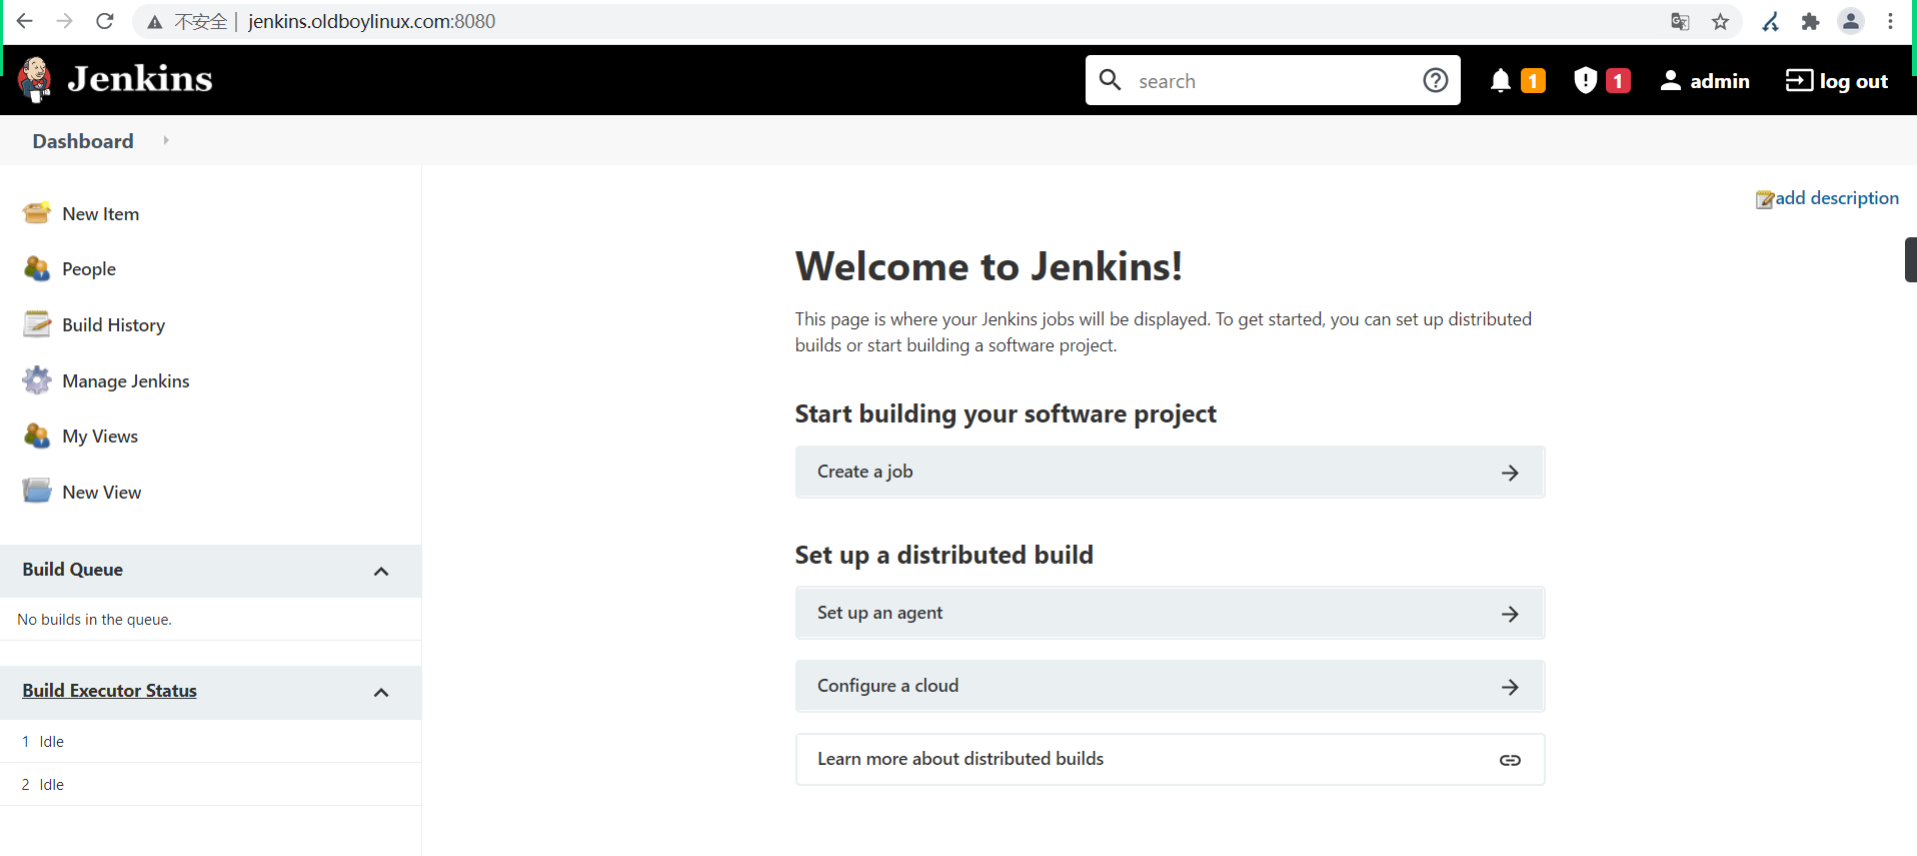 不安全 | jenkins.oldboylinux.com:8080
Jenkins
search
1
1
admin
log out
Dashboard
add description
New Item
People
Build History
Manage Jenkins
My Views
New View
Build Queue
No builds in the queue.
Build Executor Status
1 Idle
2 Idle
Welcome to Jenkins!
This page is where your Jenkins jobs will be displayed. To get started, you can set up distributed
builds or start building a software project.
Start building your software project
Create a job
Set up a distributed build
Set up an agent
Configure a cloud
Learn more about distributed builds